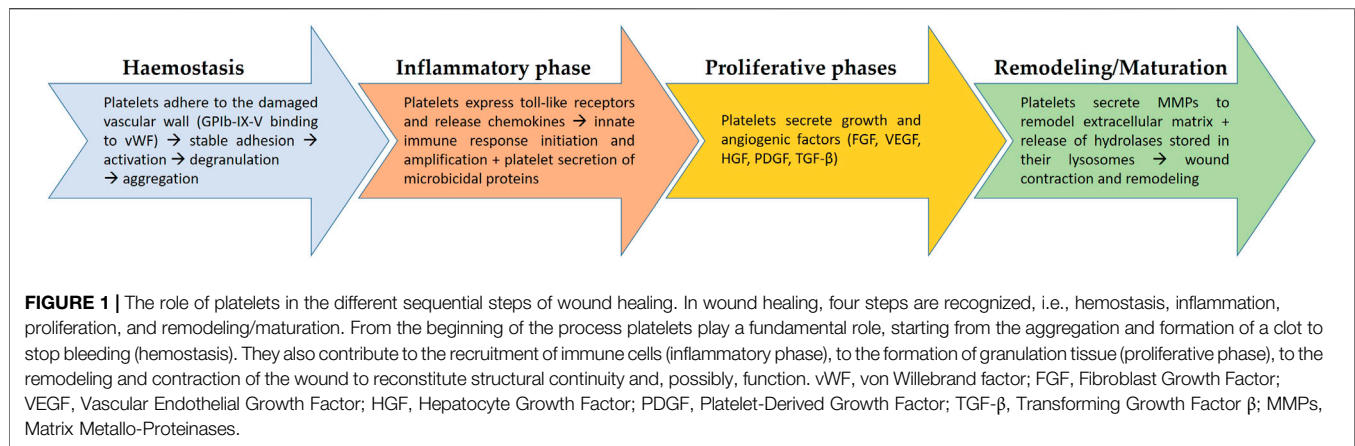 Haemostasis
Platelets adhere to the damaged
vascular wall (GPIb-IX-V binding
to vWF) → stable adhesion →
activation → degranulation
→ aggregation
Inflammatory phase
Platelets express toll-like receptors
and release chemokines → innate
immune response initiation and
amplification + platelet secretion of
microbicidal proteins
Proliferative phases
Platelets secrete growth and
angiogenic factors (FGF, VEGF,
HGF, PDGF, TGF-β)
Remodeling/Maturation
Platelets secrete MMPs to
remodel extracellular matrix +
release of hydrolases stored in
their lysosomes → wound
contraction and remodeling
FIGURE 1 | The role of platelets in the different sequential steps of wound healing. In wound healing, four steps are recognized, i.e., hemostasis, inflammation,
proliferation, and remodeling/maturation. From the beginning of the process platelets play a fundamental role, starting from the aggregation and formation of a clot to
stop bleeding (hemostasis). They also contribute to the recruitment of immune cells (inflammatory phase), to the formation of granulation tissue (proliferative phase), to the
remodeling and contraction of the wound to reconstitute structural continuity and, possibly, function. vWF, von Willebrand factor; FGF, Fibroblast Growth Factor;
VEGF, Vascular Endothelial Growth Factor; HGF, Hepatocyte Growth Factor; PDGF, Platelet-Derived Growth Factor; TGF-β, Transforming Growth Factor β; MMPs,
Matrix Metallo-Proteinases.